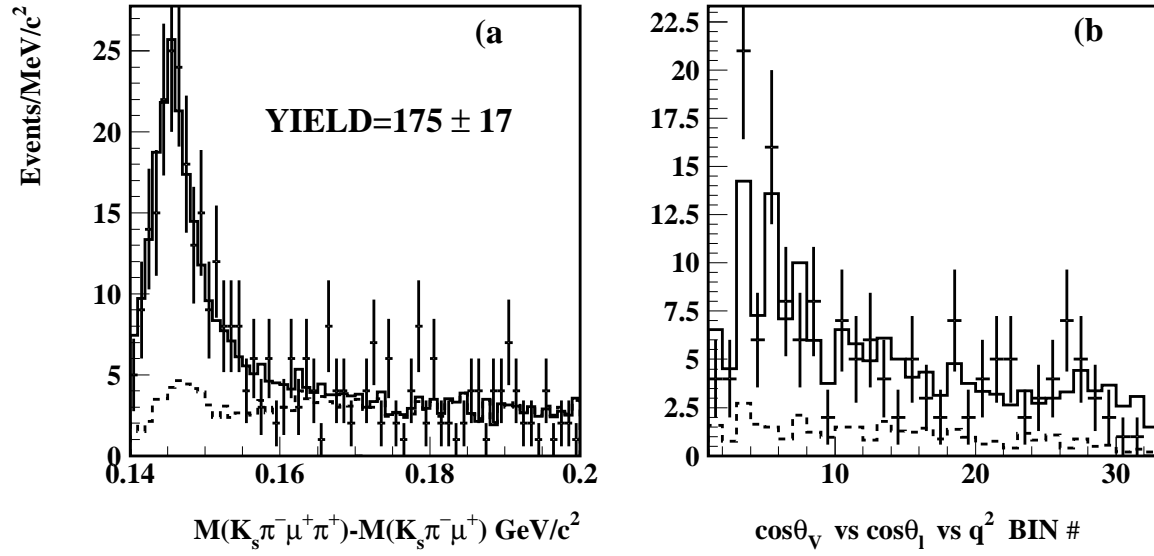 (a
YIELD=175 ± 17
Events/MeV/c²
25
20
15
10
5
0
0.14 0.16 0.18 0.2
M(Kₛπ⁻μ⁺π⁺)-M(Kₛπ⁻μ⁺) GeV/c²
(b
22.5
20
17.5
15
12.5
10
7.5
5
2.5
0
10 20 30
cosθ_V vs cosθ_l vs q² BIN #